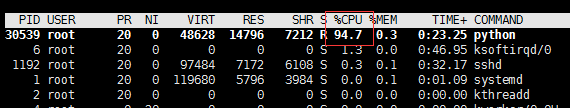 PID USER PR NI VIRT RES SHR S %CPU %MEM TIME+ COMMAND
30539 root 20 0 48628 14796 7212 R 94.7 0.3 0:23.25 python
6 root 20 0 0 0 0 S 1.3 0.0 0:46.95 ksoftirqd/0
1192 root 20 0 97484 7172 6108 S 0.3 0.1 0:32.17 sshd
1 root 20 0 119680 5796 3984 S 0.0 0.1 0:01.09 systemd
2 root 20 0 0 0 0 S 0.0 0.0 0:00.00 kthreadd